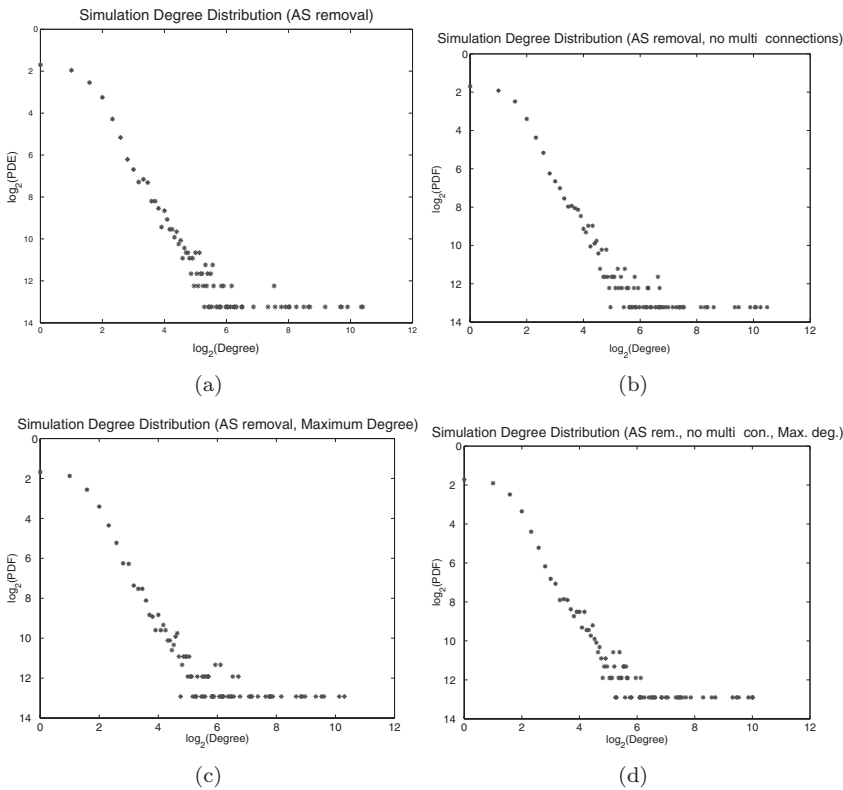 Simulation Degree Distribution (AS removal)
0
2
4
6
8
10
12
14
log2(PDE)
0 2 4 6 8 10 12
log2(Degree)
(a)
Simulation Degree Distribution (AS removal, no multi connections)
0
2
4
6
8
10
12
14
log2(PDF)
0 2 4 6 8 10 12
log2(Degree)
(b)
Simulation Degree Distribution (AS removal, Maximum Degree)
0
2
4
6
8
10
12
14
log2(PDF)
0 2 4 6 8 10 12
log2(Degree)
(c)
Simulation Degree Distribution (AS rem., no multi con., Max. deg.)
0
2
4
6
8
10
12
14
log2(PDF)
0 2 4 6 8 10 12
log2(Degree)
(d)